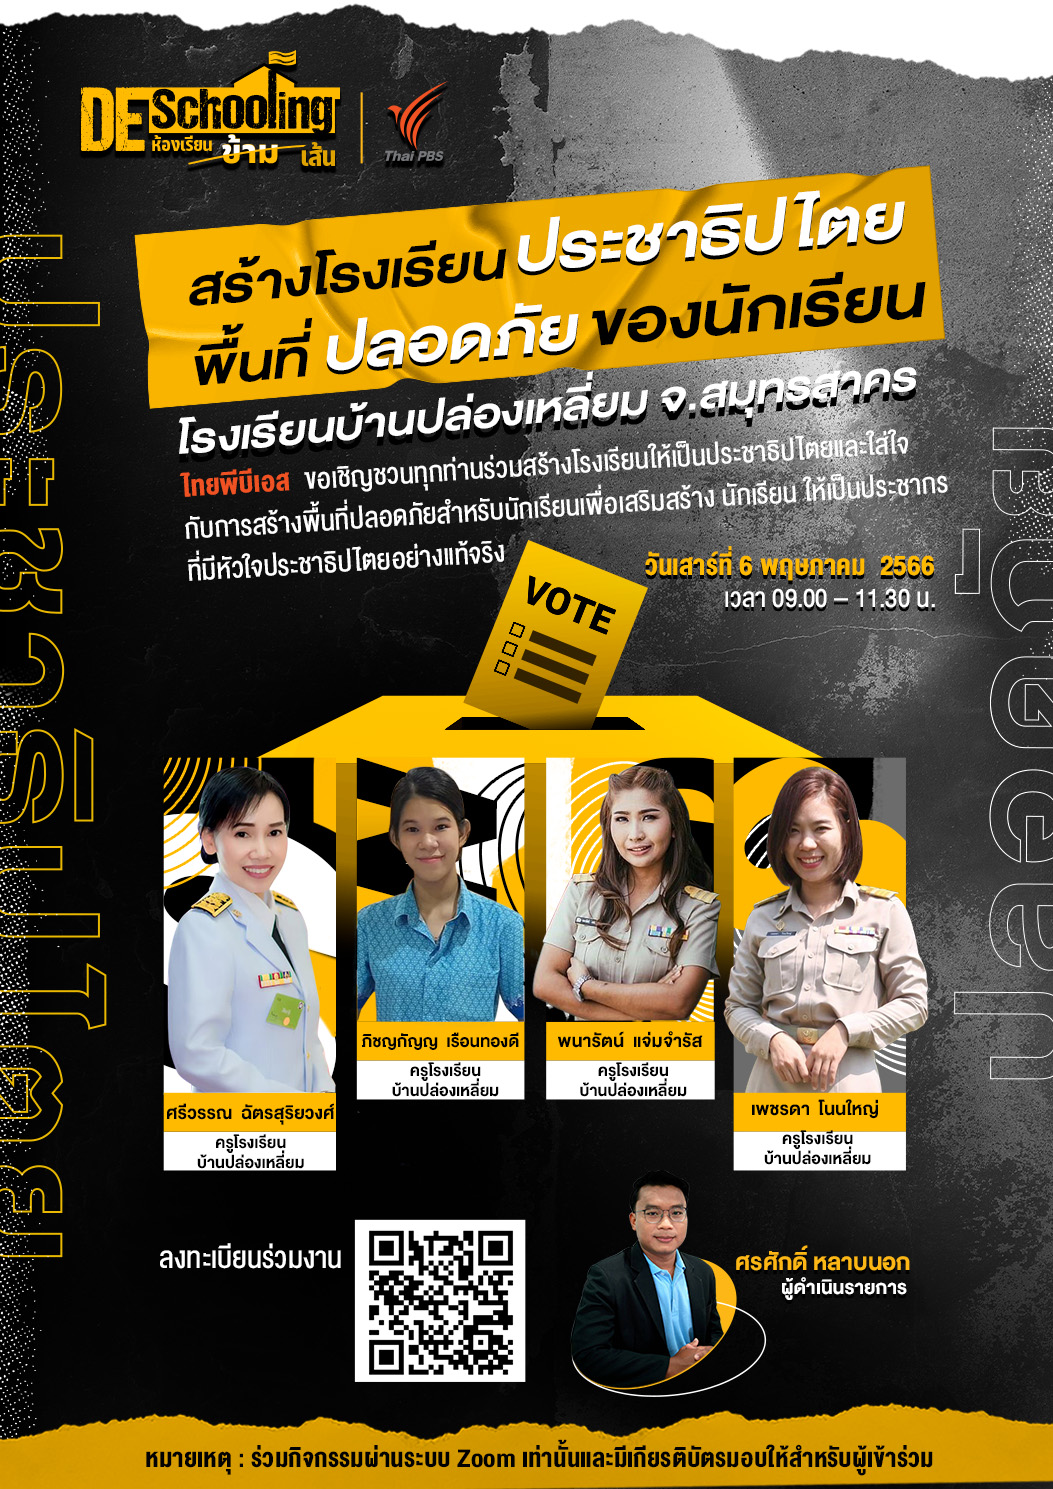 DESchooling
ห้องเรียน ข้าม เส้น
Thai PBS
สร้างโรงเรียน ประชาธิปไตย
พื้นที่ ปลอดภัย ของนักเรียน
โรงเรียนบ้านปล่องเหลี่ยม จ.สมุทรสาคร
ไทยพีบีเอส ขอเชิญชวนทุกท่านร่วมสร้างโรงเรียนให้เป็นประชาธิปไตยและใส่ใจ
กับการสร้างพื้นที่ปลอดภัยสำหรับนักเรียนเพื่อเสริมสร้าง นักเรียน ให้เป็นประชากร
ที่มีหัวใจประชาธิปไตยอย่างแท้จริง
วันเสาร์ที่ 6 พฤษภาคม 2566
เวลา 09.00 – 11.30 น.
VOTE
ศรีวรรณ ฉัตรสุริยวงศ์
ครูโรงเรียน
บ้านปล่องเหลี่ยม
ภิชญกัญญ เรือนทองดี
ครูโรงเรียน
บ้านปล่องเหลี่ยม
พนารัตน์ แจ่มจำรัส
ครูโรงเรียน
บ้านปล่องเหลี่ยม
เพชรดา โนนใหญ่
ครูโรงเรียน
บ้านปล่องเหลี่ยม
ลงทะเบียนร่วมงาน
ศรศักดิ์ หลาบนอก
ผู้ดำเนินรายการ
หมายเหตุ : ร่วมกิจกรรมผ่านระบบ Zoom เท่านั้นและมีเกียรติบัตรมอบให้สำหรับผู้เข้าร่วม